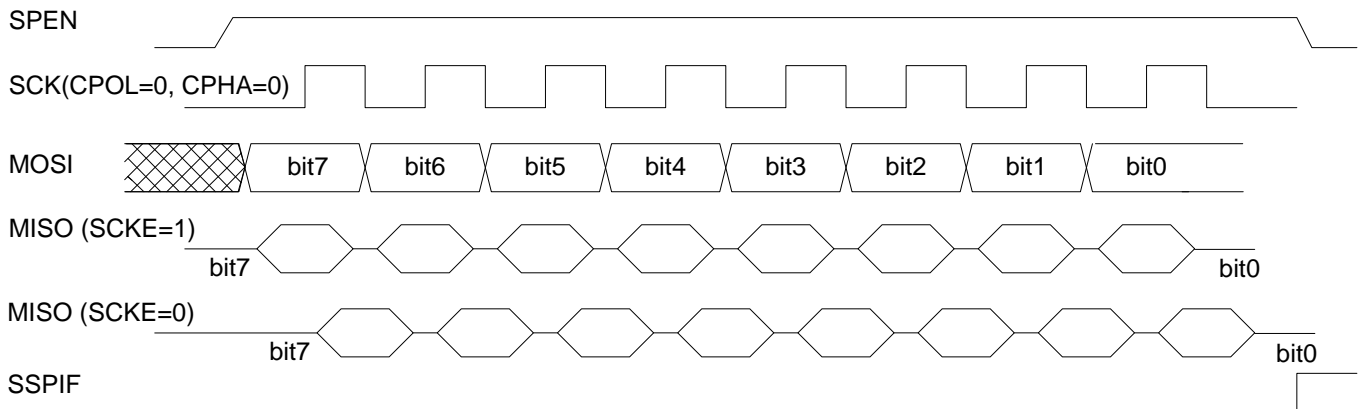 SPEN
SCK(CPOL=0, CPHA=0)
MOSI bit7 bit6 bit5 bit4 bit3 bit2 bit1 bit0
MISO (SCKE=1)
bit7 bit0
MISO (SCKE=0)
bit7 bit0
SSPIF